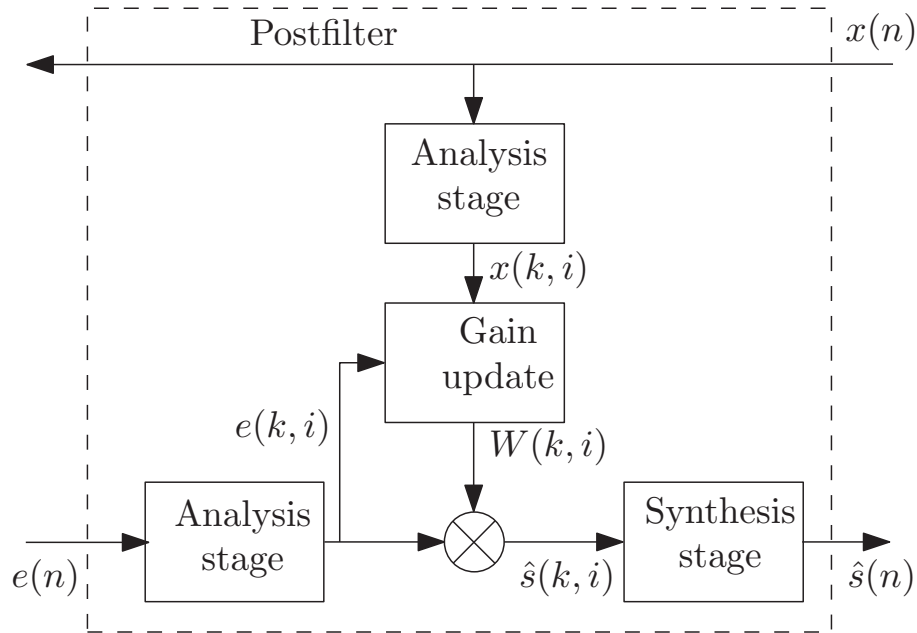 Postfilter
x(n)
Analysis
stage
x(k, i)
Gain
update
e(k, i)
W(k, i)
Analysis
stage
Synthesis
stage
e(n)
ŝ(k, i)
ŝ(n)